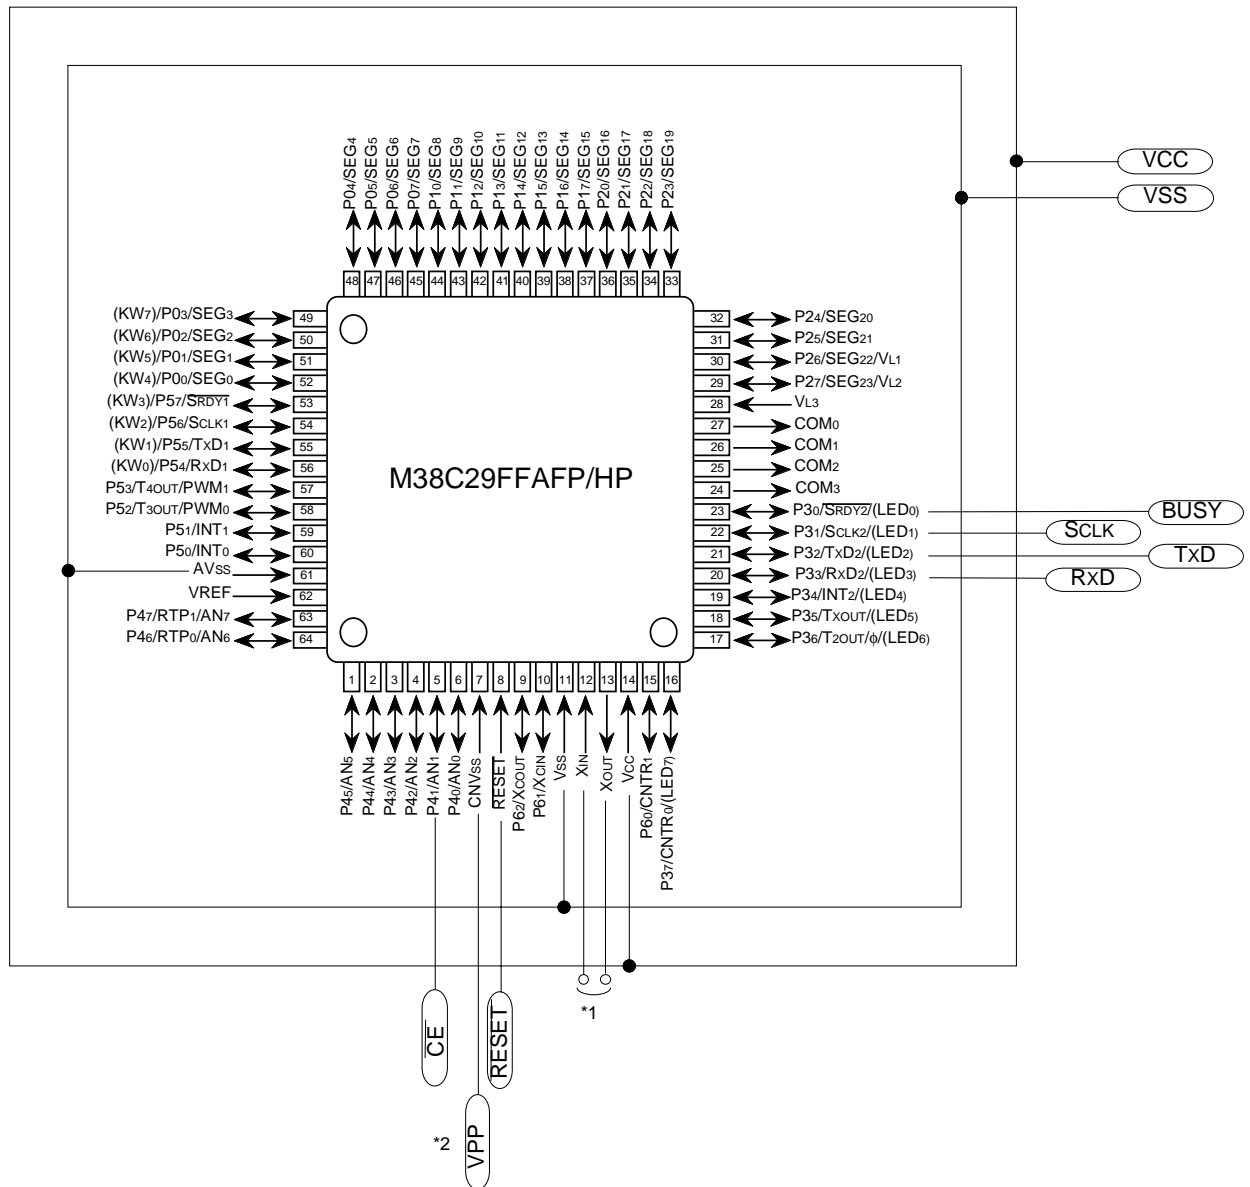 P04/SEG4
P05/SEG5
P06/SEG6
P07/SEG7
P10/SEG8
P11/SEG9
P12/SEG10
P13/SEG11
P14/SEG12
P15/SEG13
P16/SEG14
P17/SEG15
P20/SEG16
P21/SEG17
P22/SEG18
P23/SEG19
VCC
VSS
48 47 46 45 44 43 42 41 40 39 38 37 36 35 34 33
(KW7)/P03/SEG3 49
(KW6)/P02/SEG2 50
(KW5)/P01/SEG1 51
(KW4)/P00/SEG0 52
(KW3)/P57/S̅R̅D̅Y̅1̅ 53
(KW2)/P56/SCLK1 54
(KW1)/P55/TxD1 55
(KW0)/P54/RxD1 56
P53/T4OUT/PWM1 57
P52/T3OUT/PWM0 58
P51/INT1 59
P50/INT0 60
AVSS 61
VREF 62
P47/RTP1/AN7 63
P46/RTP0/AN6 64
M38C29FFAFP/HP
32 P24/SEG20
31 P25/SEG21
30 P26/SEG22/VL1
29 P27/SEG23/VL2
28 VL3
27 COM0
26 COM1
25 COM2
24 COM3
23 P30/S̅R̅D̅Y̅2̅/(LED0) BUSY
22 P31/SCLK2/(LED1) SCLK
21 P32/TxD2/(LED2) TxD
20 P33/RxD2/(LED3) RxD
19 P34/INT2/(LED4)
18 P35/TXOUT/(LED5)
17 P36/T2OUT/ϕ/(LED6)
1 2 3 4 5 6 7 8 9 10 11 12 13 14 15 16
P45/AN5
P44/AN4
P43/AN3
P42/AN2
P41/AN1
P40/AN0
CNVSS
R̅E̅S̅E̅T̅
P62/XCOUT
P61/XCIN
VSS
XIN
XOUT
VCC
P60/CNTR1
P37/CNTR0/(LED7)
C̅E̅
R̅E̅S̅E̅T̅
*1
*2 VPP